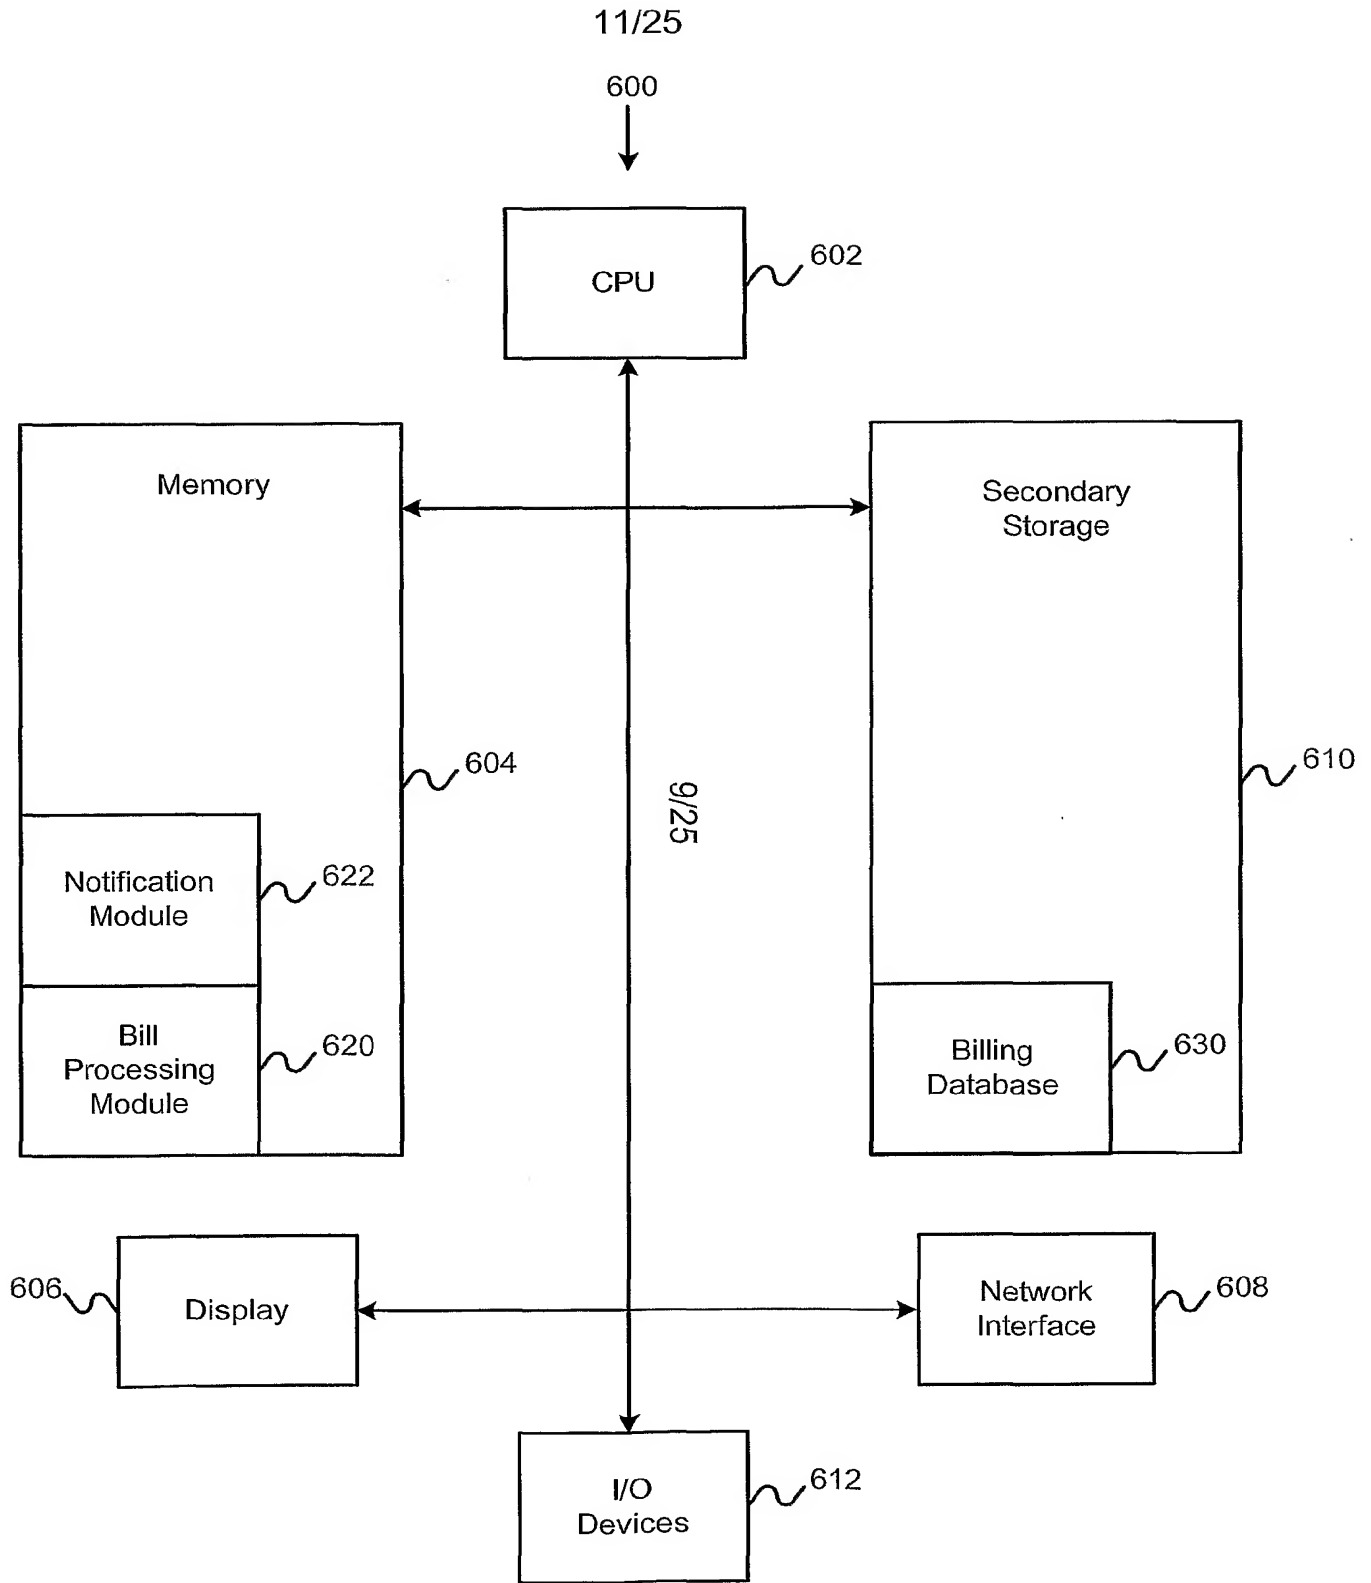 11/25
600
CPU
602
Memory
Secondary
Storage
604
610
9/25
Notification
Module
622
Bill
Processing
Module
620
Billing
Database
630
606
Display
Network
Interface
608
I/O
Devices
612